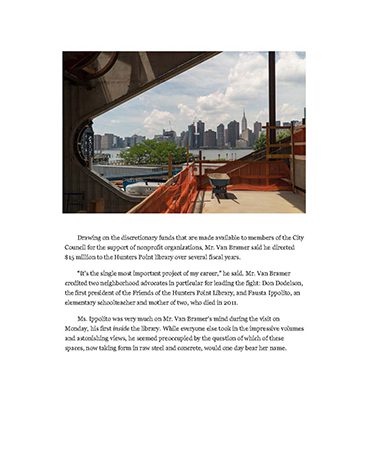 Drawing on the discretionary funds that are made available to members of the City
Council for the support of nonprofit organizations, Mr. Van Bramer said he directed
$15 million to the Hunters Point library over several fiscal years.
“It’s the single most important project of my career,” he said. Mr. Van Bramer
credited two neighborhood advocates in particular for leading the fight: Don Dodelson,
the first president of the Friends of the Hunters Point Library, and Fausta Ippolito, an
elementary schoolteacher and mother of two, who died in 2011.
Ms. Ippolito was very much on Mr. Van Bramer’s mind during the visit on
Monday, his first inside the library. While everyone else took in the impressive volumes
and astonishing views, he seemed preoccupied by the question of which of these
spaces, now taking form in raw steel and concrete, would one day bear her name.